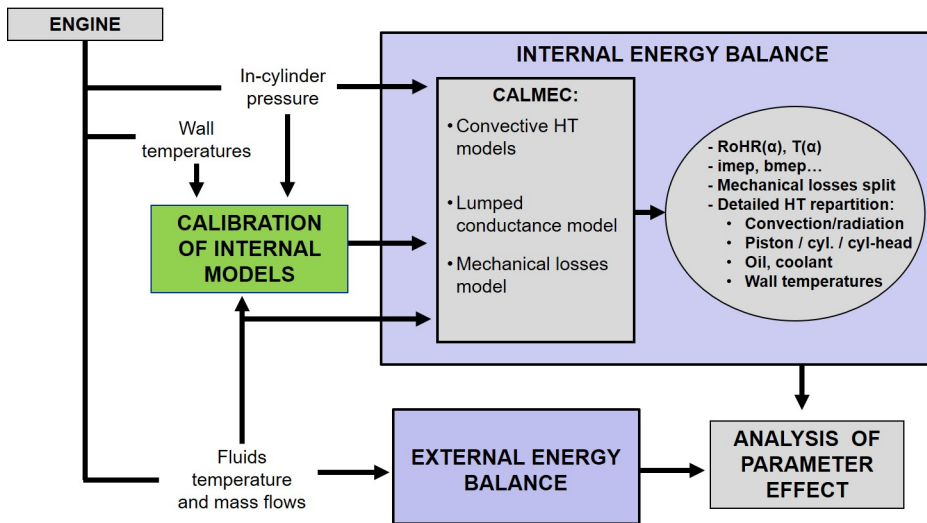 ENGINE
In-cylinder
pressure
Wall
temperatures
CALIBRATION
OF INTERNAL
MODELS
Fluids
temperature
and mass flows
INTERNAL ENERGY BALANCE
CALMEC:
•Convective HT
models
•Lumped
conductance model
•Mechanical losses
model
- RoHR(α), T(α)
- imep, bmep…
- Mechanical losses split
- Detailed HT repartition:
• Convection/radiation
• Piston / cyl. / cyl-head
• Oil, coolant
• Wall temperatures
EXTERNAL ENERGY
BALANCE
ANALYSIS OF
PARAMETER
EFFECT